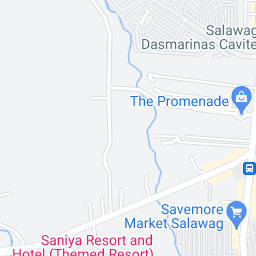 Salawag
Dasmarinas Cavite
The Promenade
Savemore
Market Salawag
Saniya Resort and
Hotel (Themed Resort)